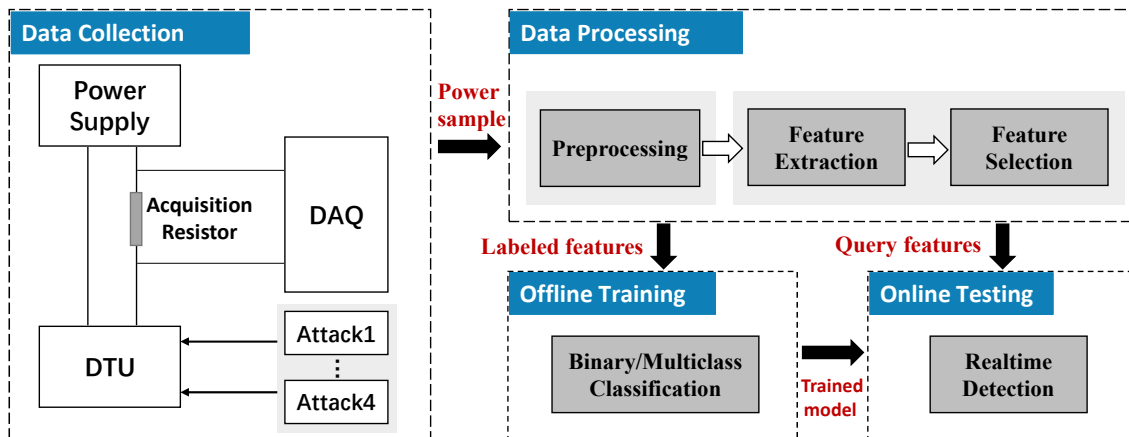 Data Collection
Power
Supply
Acquisition
Resistor
DAQ
DTU
Attack1
⋮
Attack4
Power
sample
Data Processing
Preprocessing
Feature
Extraction
Feature
Selection
Labeled features
Query features
Offline Training
Binary/Multiclass
Classification
Trained
model
Online Testing
Realtime
Detection